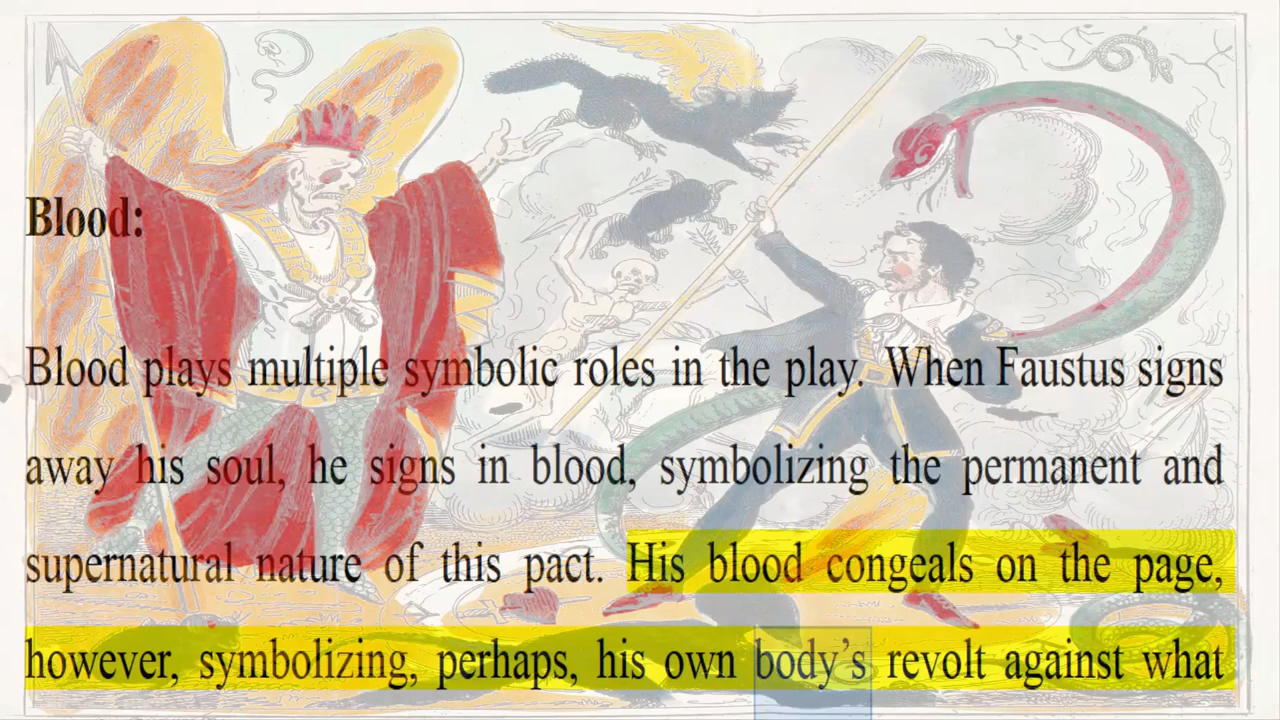 Blood:
Blood plays multiple symbolic roles in the play. When Faustus signs
away his soul, he signs in blood, symbolizing the permanent and
supernatural nature of this pact. His blood congeals on the page,
however, symbolizing, perhaps, his own body’s revolt against what